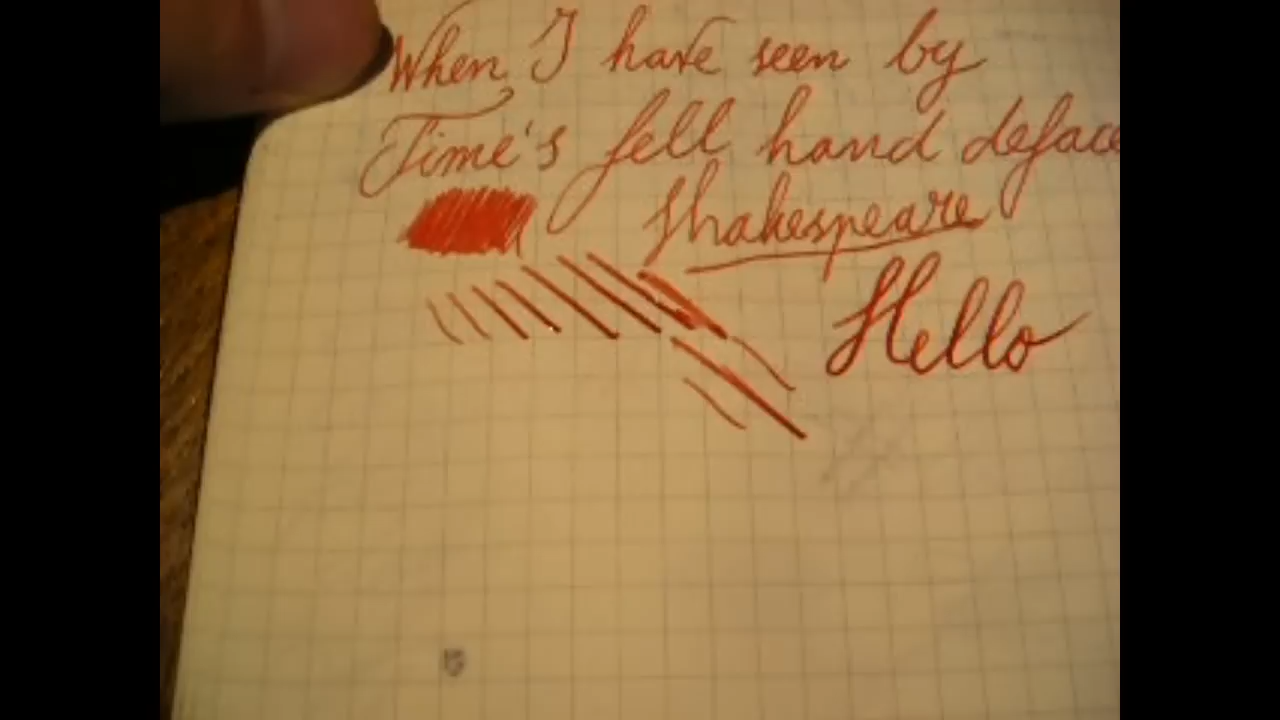 When I have seen by
Time's fell hand deface
Shakespeare
Hello